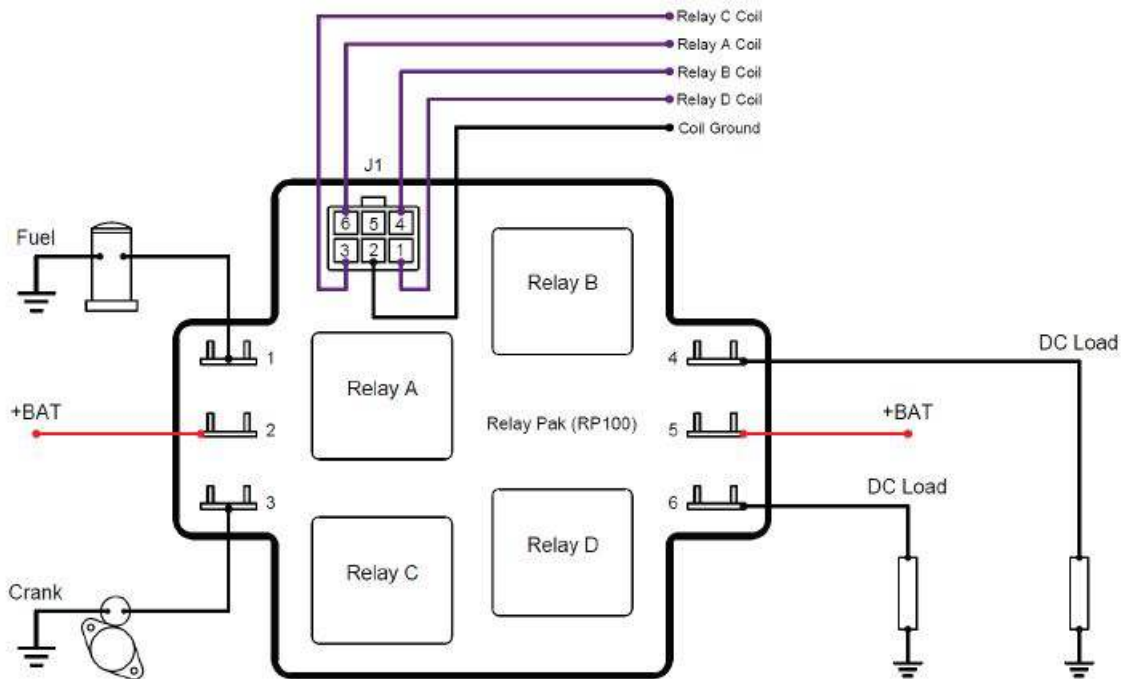 Relay C Coil
Relay A Coil
Relay B Coil
Relay D Coil
Coil Ground
J1
6 5 4
3 2 1
Fuel
Relay B
1
4
DC Load
Relay A
+BAT
2
Relay Pak (RP100)
5
+BAT
3
6
DC Load
Relay D
Relay C
Crank